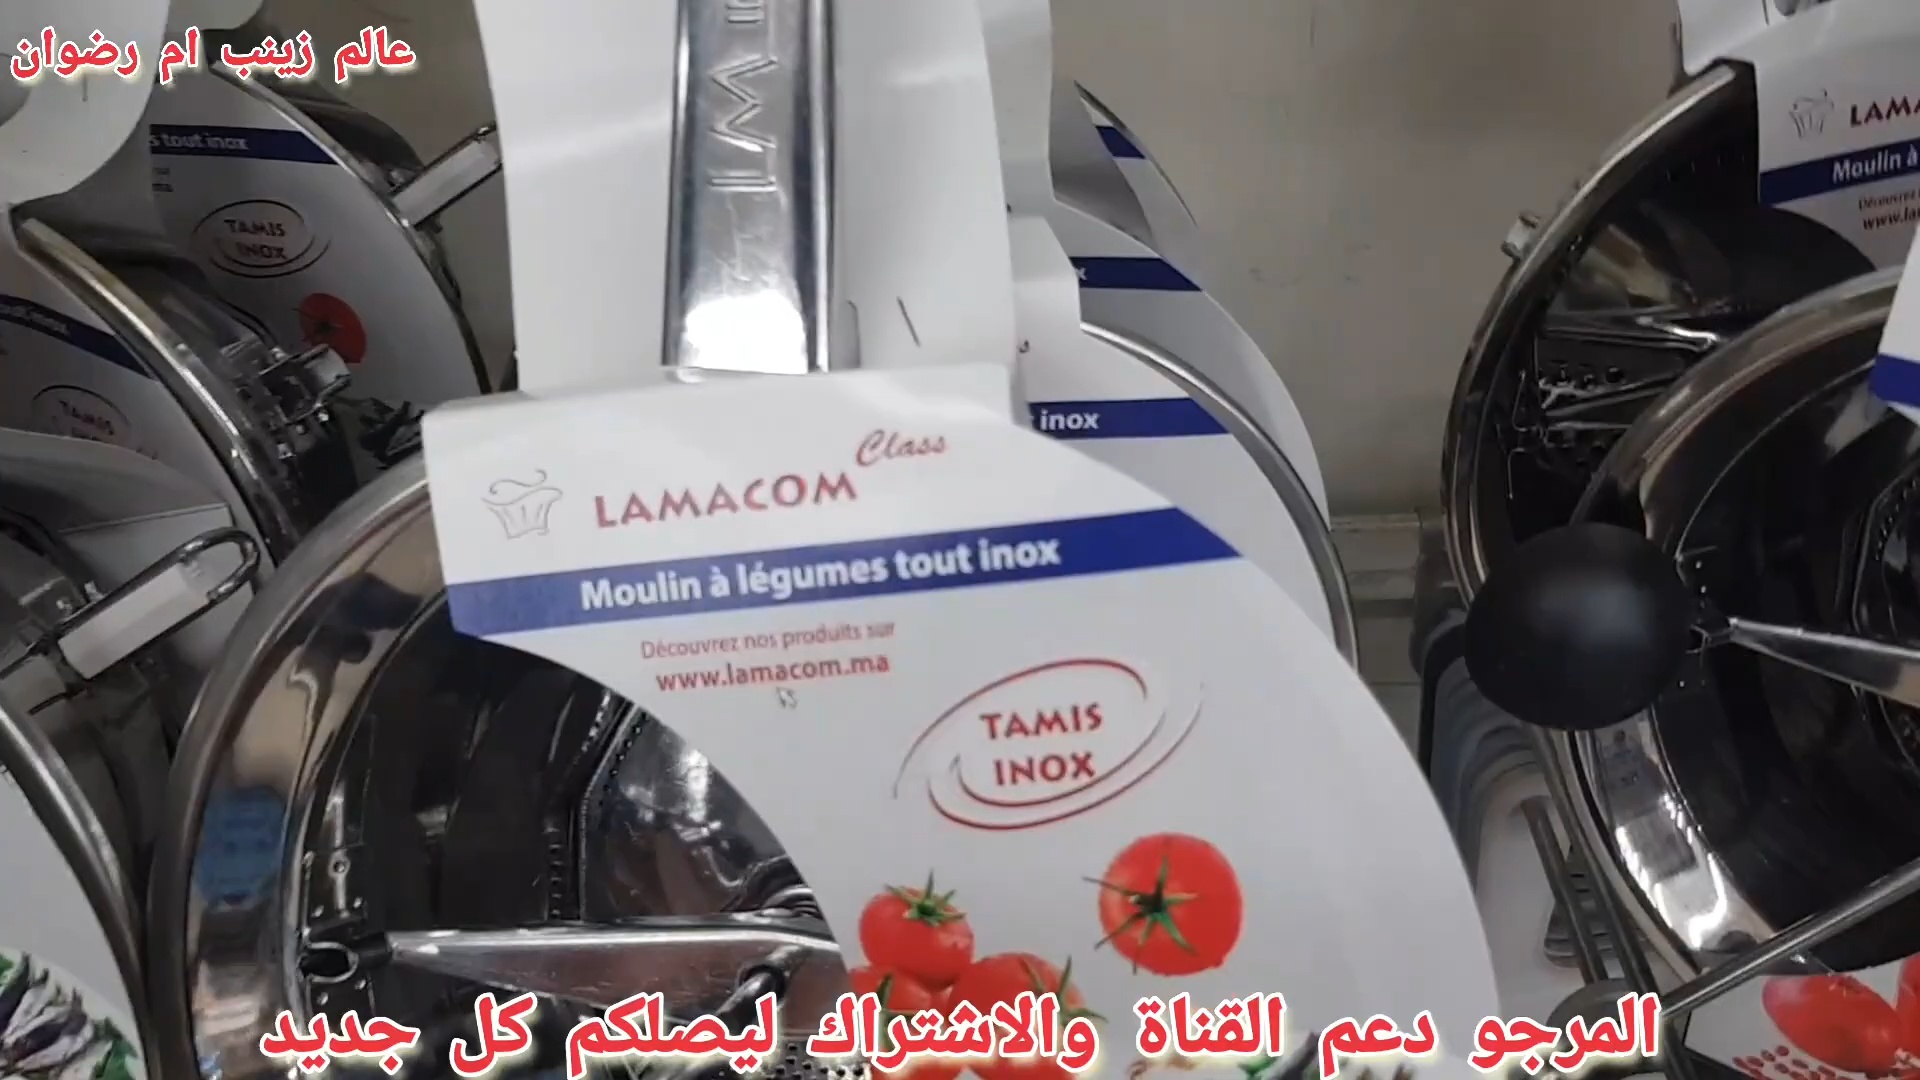 عالم زينب ام رضوان
s tout inox
TAMIS
INOX
LAMACOM Class
Moulin à légumes tout inox
Découvrez nos produits sur
www.lamacom.ma
TAMIS
INOX
inox
Moulin à
المرجو دعم القناة والاشتراك ليصلكم كل جديد